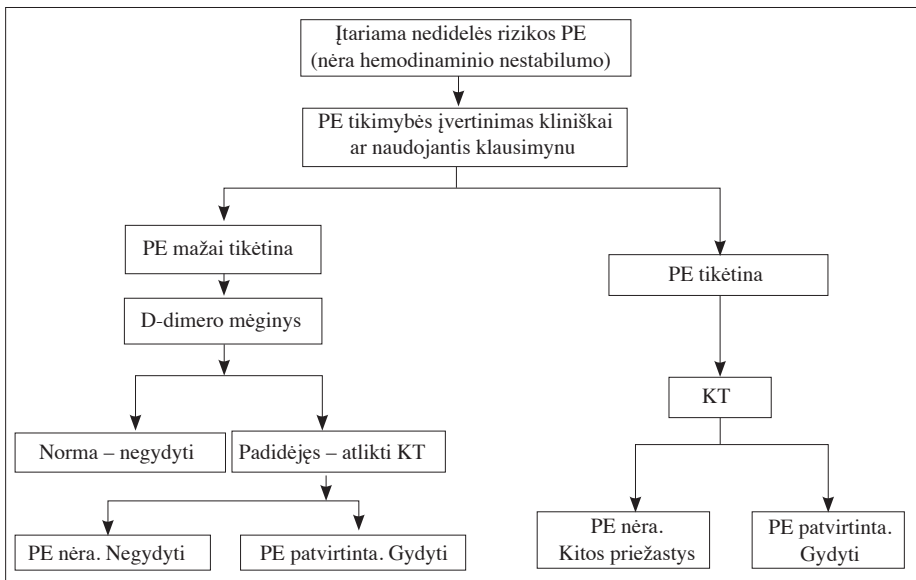 Įtariama nedidelės rizikos PE
(nėra hemodinaminio nestabilumo)
PE tikimybės įvertinimas kliniškai
ar naudojantis klausimynu
PE mažai tikėtina
PE tikėtina
D-dimero mėginys
KT
Norma – negydyti
Padidėjęs – atlikti KT
PE nėra. Negydyti
PE patvirtinta. Gydyti
PE nėra.
Kitos priežastys
PE patvirtinta.
Gydyti